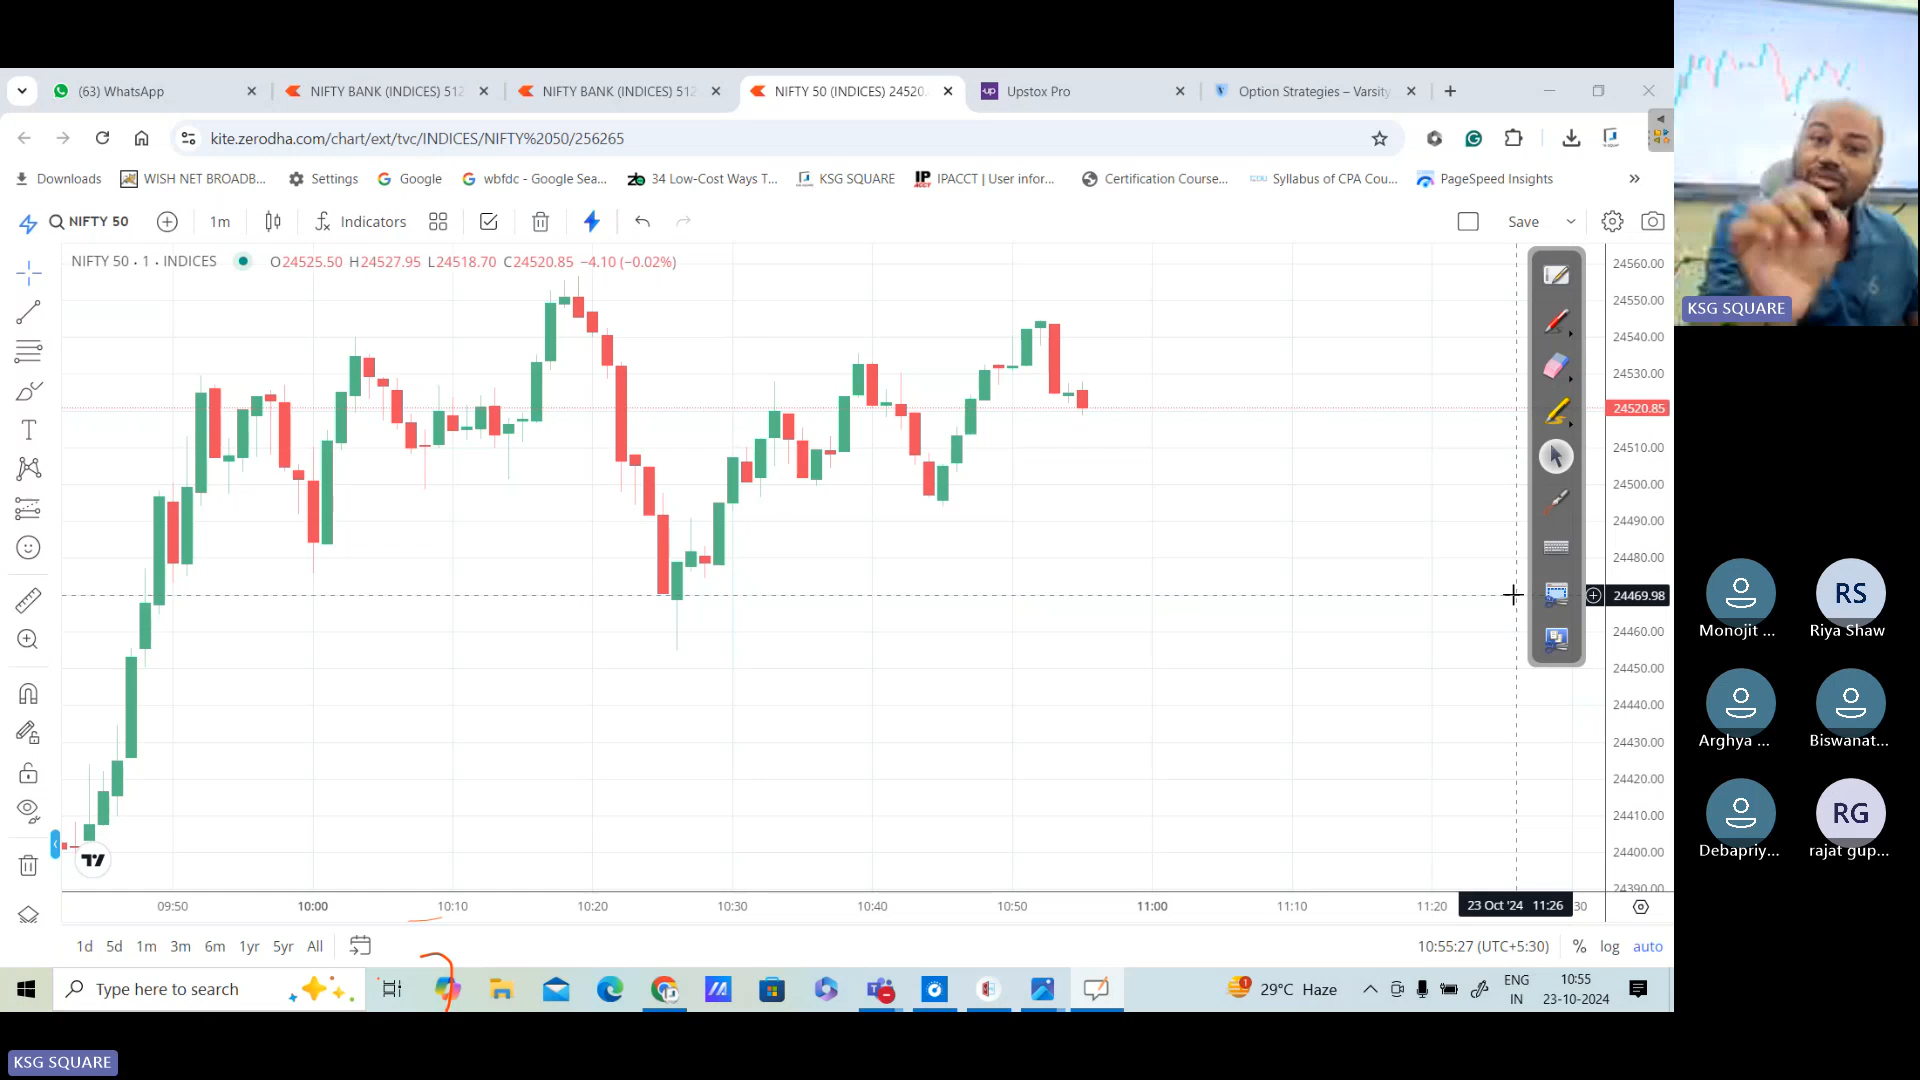 (63) WhatsApp
NIFTY BANK (INDICES) 512
NIFTY BANK (INDICES) 512
NIFTY 50 (INDICES) 24520.
up
Upstox Pro
Option Strategies – Varsity
kite.zerodha.com/chart/ext/tvc/INDICES/NIFTY%2050/256265
Downloads
WISH NET BROADB...
Settings
Google
wbfdc - Google Sea...
34 Low-Cost Ways T...
KSG SQUARE
IPACCT | User infor...
Certification Course...
Syllabus of CPA Cou...
PageSpeed Insights
NIFTY 50
1m
Indicators
Save
NIFTY 50 · 1 · INDICES
O24525.50 H24527.95 L24518.70 C24520.85 −4.10 (−0.02%)
24560.00
24550.00
24540.00
24530.00
24520.85
24510.00
24500.00
24490.00
24480.00
24469.98
24460.00
24450.00
24440.00
24430.00
24420.00
24410.00
24400.00
24390.00
09:50
10:00
10:10
10:20
10:30
10:40
10:50
11:00
11:10
11:20
23 Oct '24 11:26
30
1d 5d 1m 3m 6m 1yr 5yr All
10:55:27 (UTC+5:30)
% log auto
Type here to search
29°C Haze
ENG
IN
10:55
23-10-2024
KSG SQUARE
RS
Monojit ...
Riya Shaw
Arghya ...
Biswanat...
RG
Debapriy...
rajat gup...
KSG SQUARE